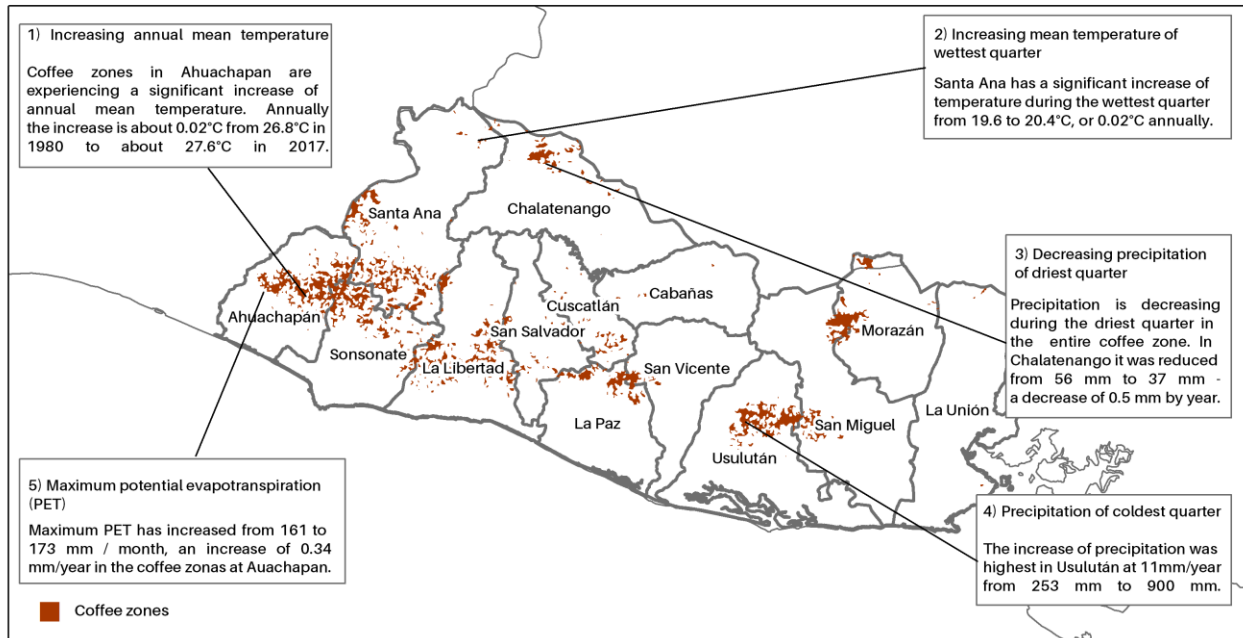 1) Increasing annual mean temperature
Coffee zones in Ahuachapan are
experiencing a significant increase of
annual mean temperature. Annually
the increase is about 0.02°C from 26.8°C in
1980 to about 27.6°C in 2017.
2) Increasing mean temperature of
wettest quarter
Santa Ana has a significant increase of
temperature during the wettest quarter
from 19.6 to 20.4°C, or 0.02°C annually.
Santa Ana
Chalatenango
3) Decreasing precipitation
of driest quarter
Precipitation is decreasing
during the driest quarter in
the entire coffee zone. In
Chalatenango it was reduced
from 56 mm to 37 mm -
a decrease of 0.5 mm by year.
Ahuachapán
Sonsonate
La Libertad
San Salvador
Cuscatlán
Cabañas
San Vicente
La Paz
Usulután
San Miguel
Morazán
La Unión
5) Maximum potential evapotranspiration
(PET)
Maximum PET has increased from 161 to
173 mm / month, an increase of 0.34
mm/year in the coffee zonas at Auachapan.
4) Precipitation of coldest quarter
The increase of precipitation was
highest in Usulután at 11mm/year
from 253 mm to 900 mm.
Coffee zones